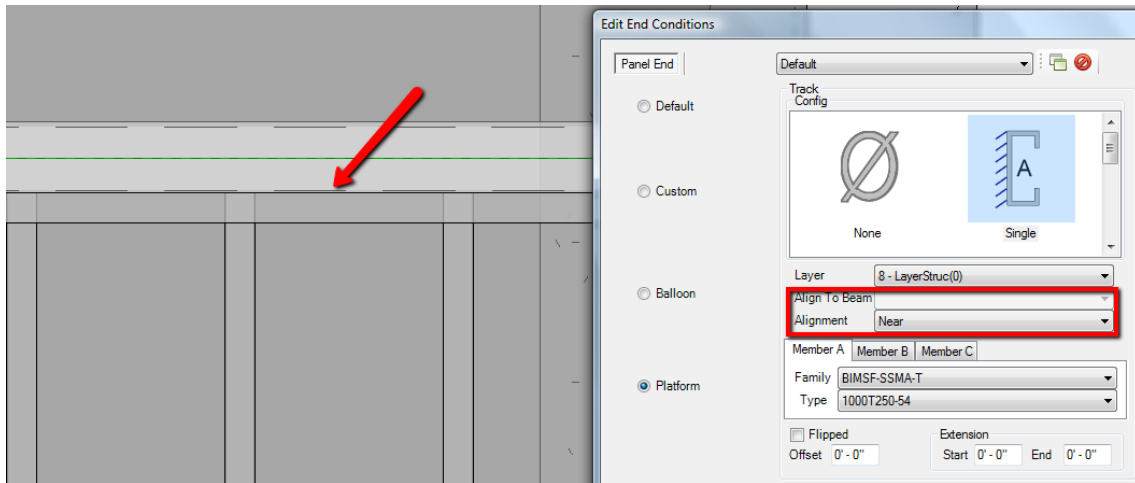 Edit End Conditions
Panel End
Default
Default
Custom
Balloon
Platform
Track
Config
A
None
Single
Layer
8 - LayerStruc(0)
Align To Beam
Alignment
Near
Member A
Member B
Member C
Family
BIMSF-SSMA-T
Type
1000T250-54
Flipped
Offset
0' - 0"
Extension
Start
0' - 0"
End
0' - 0"